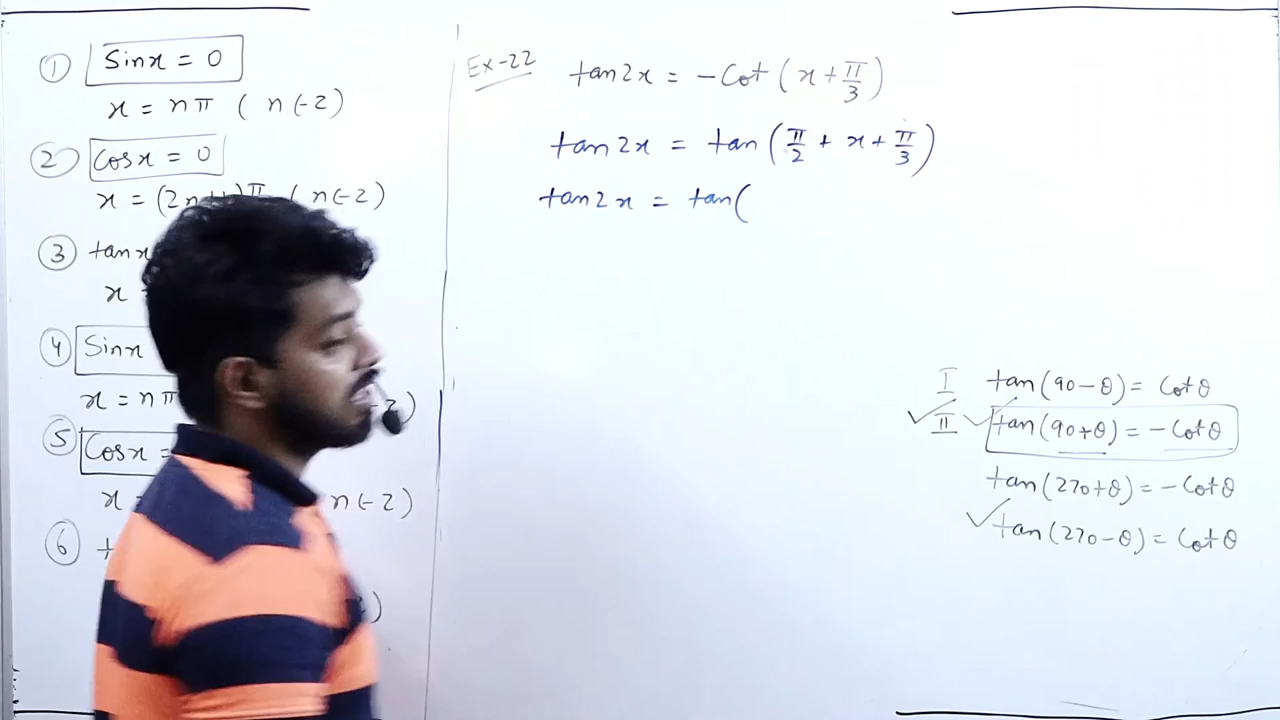 ① Sinx = 0
x = nπ ( n∈Z)
② Cosx = 0
x = (2n+1)π ( n∈Z)
③ tanx
x
④ Sinx
x = nπ
⑤ Cosx =
x = n∈Z)
⑥ t
Ex-22 tan2x = -Cot (x+π/3)
tan2x = tan(π/2 + x + π/3)
tan2x = tan(
I tan(90-θ) = Cotθ
II tan(90+θ) = -Cotθ
tan(270+θ) = -Cotθ
tan(270-θ) = Cotθ